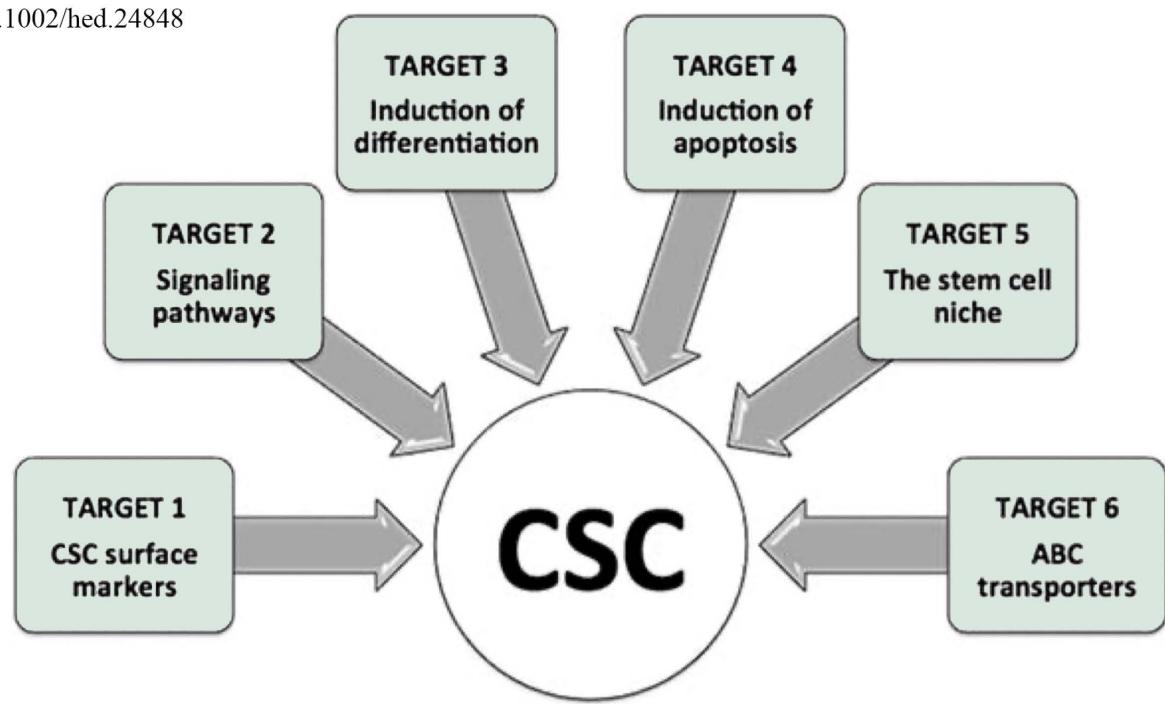 .1002/hed.24848
TARGET 3
Induction of
differentiation
TARGET 4
Induction of
apoptosis
TARGET 2
Signaling
pathways
TARGET 5
The stem cell
niche
TARGET 1
CSC surface
markers
CSC
TARGET 6
ABC
transporters